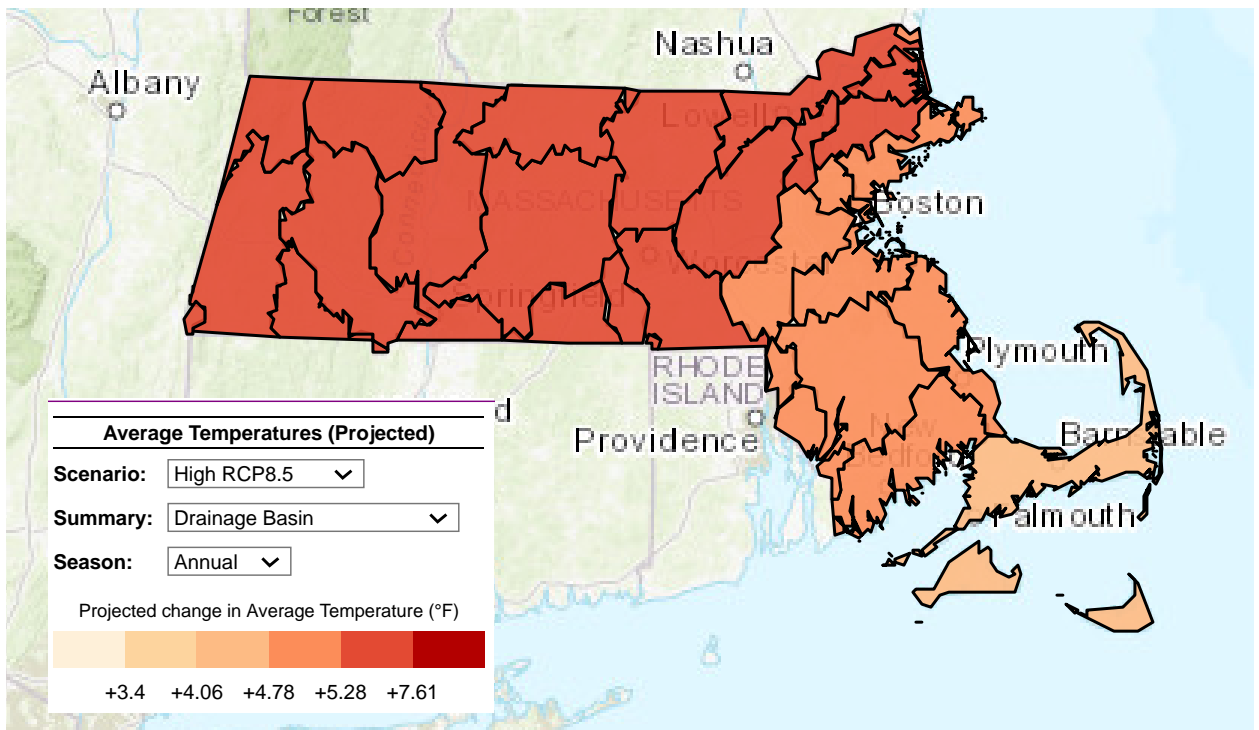 Forest
Nashua
Albany
Lowell
MASSACHUSETTS
Boston
Connecticut
Worcester
Springfield
Plymouth
RHODE
ISLAND
d
Providence
New
Bedford
Barnstable
Falmouth
Average Temperatures (Projected)
Scenario: High RCP8.5
Summary: Drainage Basin
Season: Annual
Projected change in Average Temperature (°F)
+3.4 +4.06 +4.78 +5.28 +7.61